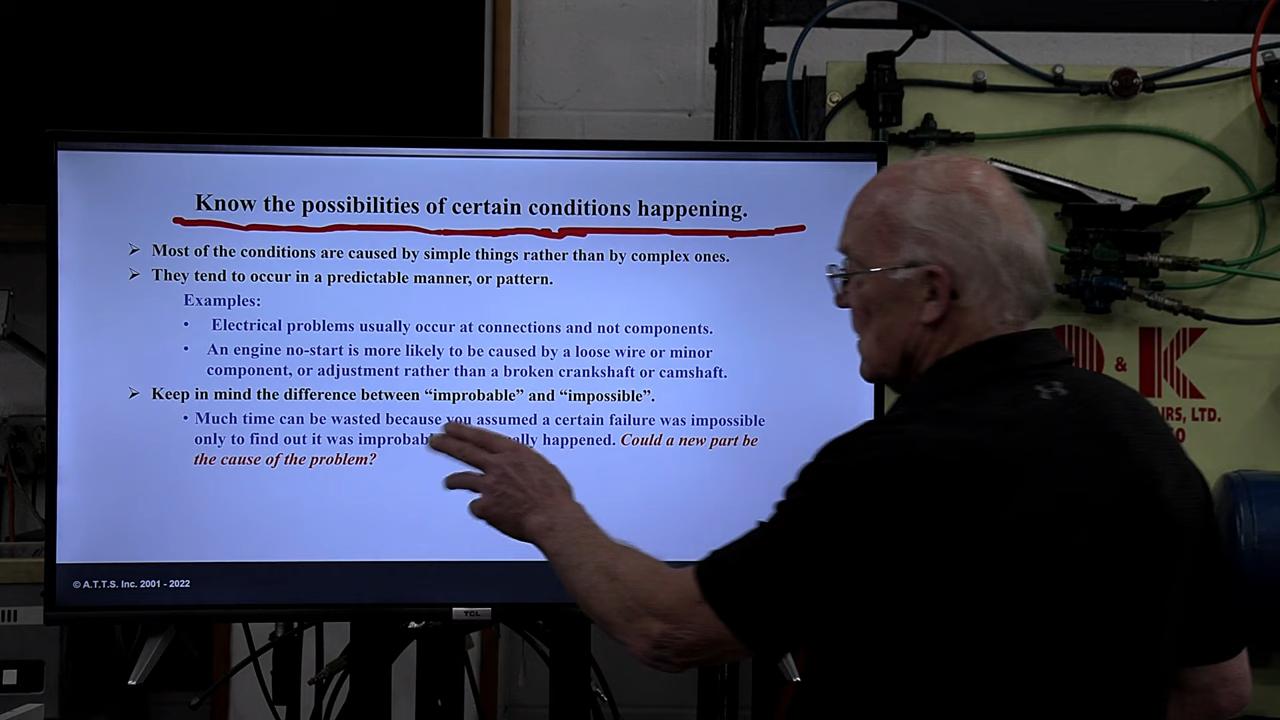 Know the possibilities of certain conditions happening.
Most of the conditions are caused by simple things rather than by complex ones.
They tend to occur in a predictable manner, or pattern.
Examples:
• Electrical problems usually occur at connections and not components.
• An engine no-start is more likely to be caused by a loose wire or minor
component, or adjustment rather than a broken crankshaft or camshaft.
Keep in mind the difference between “improbable” and “impossible”.
• Much time can be wasted because you assumed a certain failure was impossible
only to find out it was happened. Could a new part be
the cause of the problem?
© A.T.T.S. Inc. 2001 - 2022
TCL
& K
LTD.